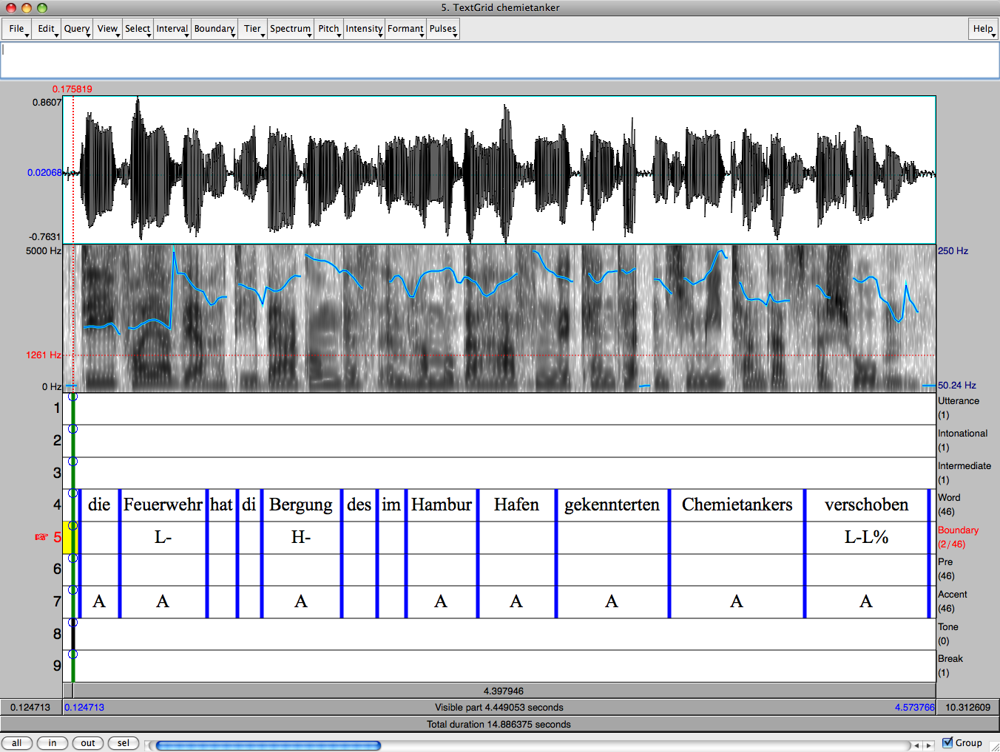 5. TextGrid chemietanker
File Edit Query View Select Interval Boundary Tier Spectrum Pitch Intensity Formant Pulses Help
0.175819
0.8607
0.02068
-0.7631
5000 Hz 250 Hz
1261 Hz
0 Hz 50.24 Hz
1 Utterance
(1)
2 Intonational
(1)
3 Intermediate
(1)
4 die Feuerwehr hat di Bergung des im Hambur Hafen gekennterten Chemietankers verschoben Word
(46)
5 L- H- L-L% Boundary
(2/46)
6 Pre
(46)
7 A A A A A A A A Accent
(46)
8 Tone
(0)
9 Break
(1)
4.397946
0.124713 0.124713 Visible part 4.449053 seconds 4.573766 10.312609
Total duration 14.886375 seconds
all in out sel Group